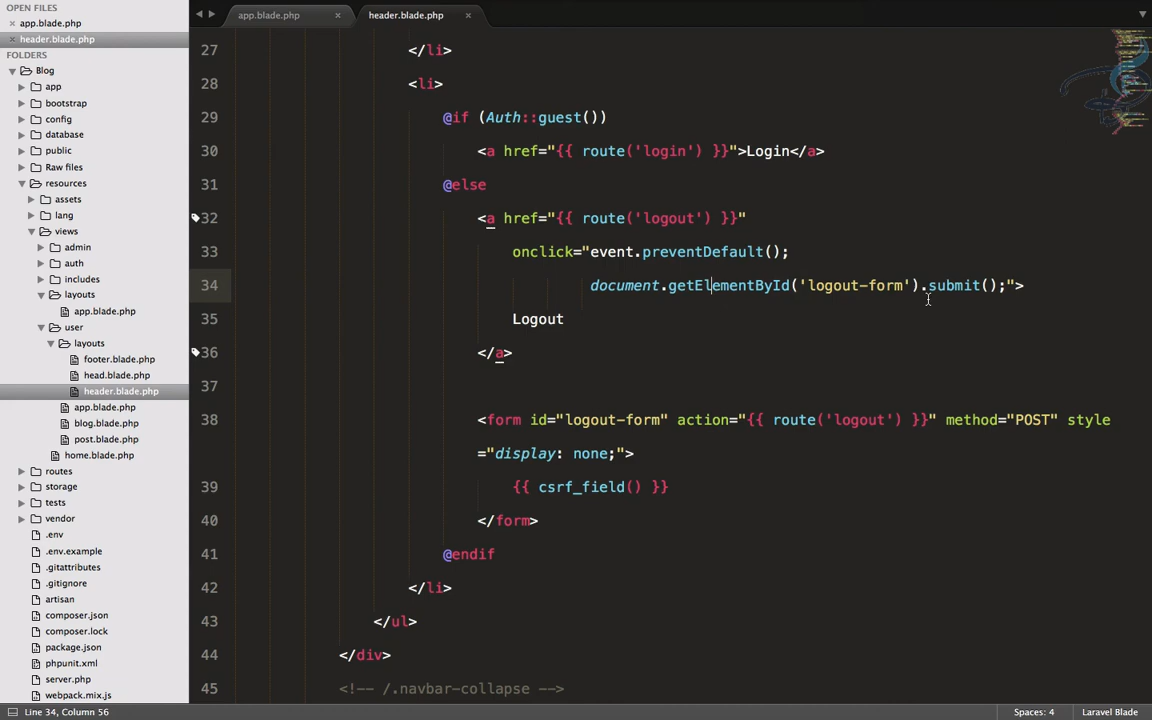 OPEN FILES
app.blade.php
header.blade.php
FOLDERS
Blog
app
bootstrap
config
database
public
Raw files
resources
assets
lang
views
admin
auth
includes
layouts
app.blade.php
user
layouts
footer.blade.php
head.blade.php
header.blade.php
app.blade.php
blog.blade.php
post.blade.php
home.blade.php
routes
storage
tests
vendor
.env
.env.example
.gitattributes
.gitignore
artisan
composer.json
composer.lock
package.json
phpunit.xml
server.php
webpack.mix.js
app.blade.php
header.blade.php
27 </li>
28 <li>
29 @if (Auth::guest())
30 <a href="{{ route('login') }}">Login</a>
31 @else
32 <a href="{{ route('logout') }}"
33 onclick="event.preventDefault();
34 document.getElementById('logout-form').submit();">
35 Logout
36 </a>
37
38 <form id="logout-form" action="{{ route('logout') }}" method="POST" style
="display: none;">
39 {{ csrf_field() }}
40 </form>
41 @endif
42 </li>
43 </ul>
44 </div>
45 <!-- /.navbar-collapse -->
Line 34, Column 56
Spaces: 4
Laravel Blade